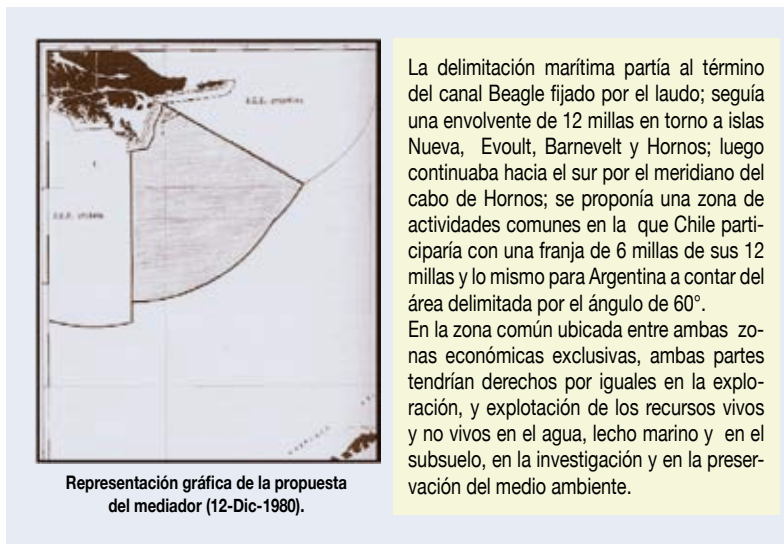 Z.E.E. argentina
Z.E.E. chilena
Representación gráfica de la propuesta
del mediador (12-Dic-1980).
La delimitación marítima partía al término
del canal Beagle fijado por el laudo; seguía
una envolvente de 12 millas en torno a islas
Nueva, Evoult, Barnevelt y Hornos; luego
continuaba hacia el sur por el meridiano del
cabo de Hornos; se proponía una zona de
actividades comunes en la que Chile parti-
ciparía con una franja de 6 millas de sus 12
millas y lo mismo para Argentina a contar del
área delimitada por el ángulo de 60°.
En la zona común ubicada entre ambas zo-
nas económicas exclusivas, ambas partes
tendrían derechos por iguales en la explo-
ración, y explotación de los recursos vivos
y no vivos en el agua, lecho marino y en el
subsuelo, en la investigación y en la preser-
vación del medio ambiente.